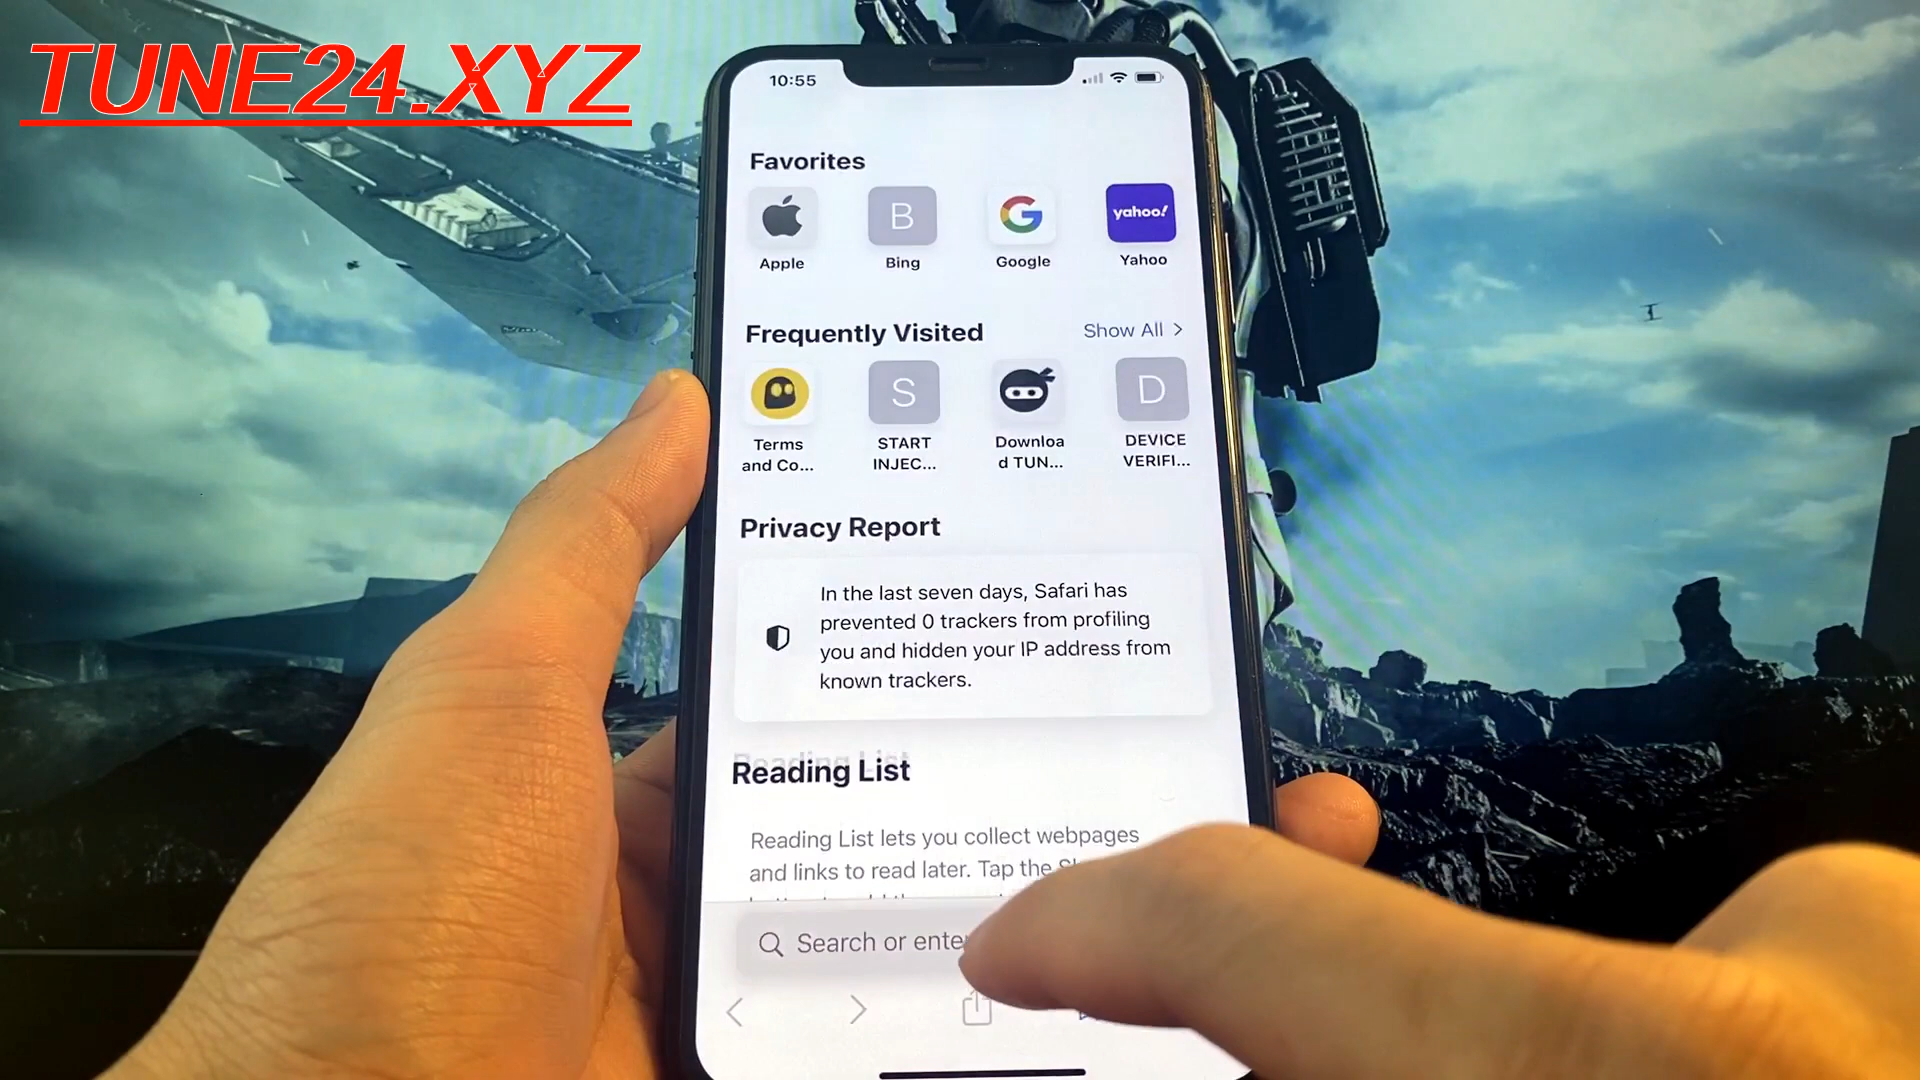 TUNE24.XYZ
10:55
Favorites
yahoo!
B
Apple
Bing
Google
Yahoo
Frequently Visited
Show All >
S
D
Terms
and Co...
START
INJEC...
Downloa
d TUN...
DEVICE
VERIFI...
Privacy Report
In the last seven days, Safari has
prevented 0 trackers from profiling
you and hidden your IP address from
known trackers.
Reading List
Reading List lets you collect webpages
and links to read later. Tap the
Search or ente